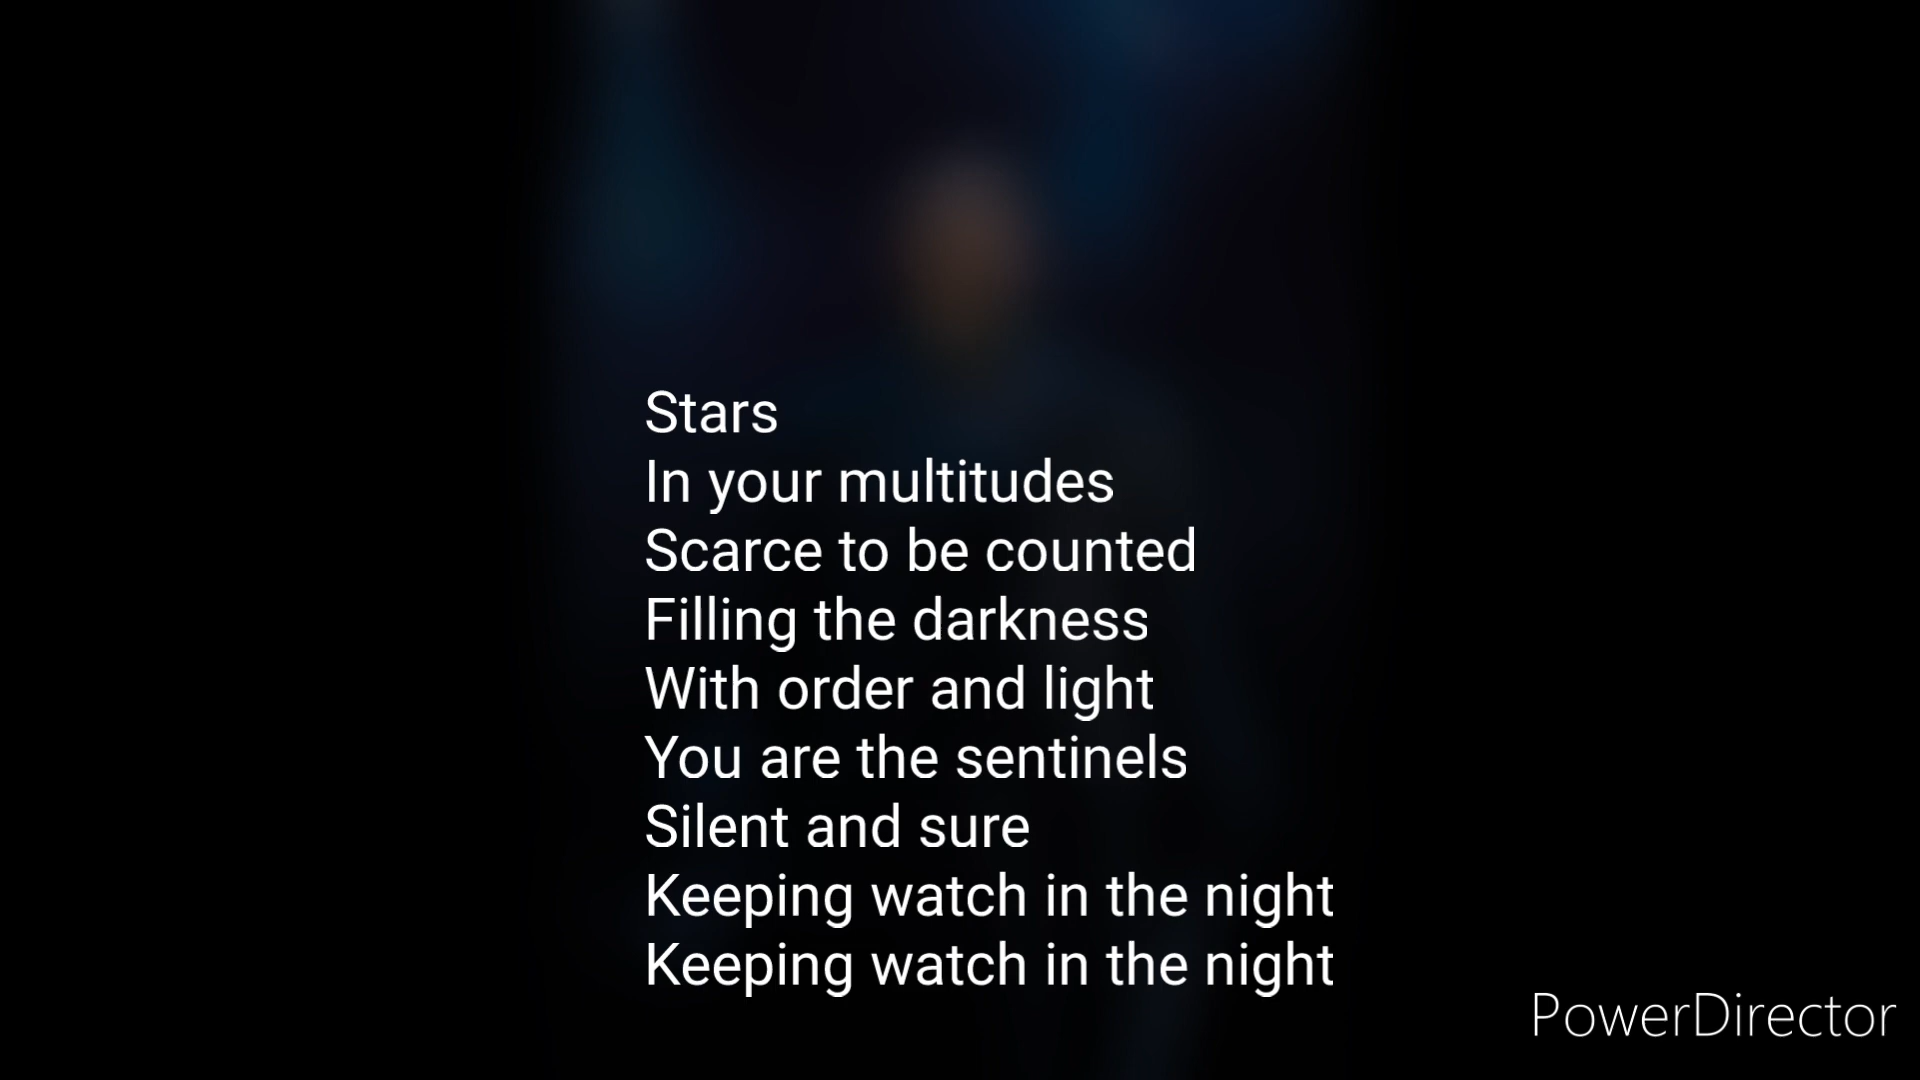 Stars
In your multitudes
Scarce to be counted
Filling the darkness
With order and light
You are the sentinels
Silent and sure
Keeping watch in the night
Keeping watch in the night
PowerDirector